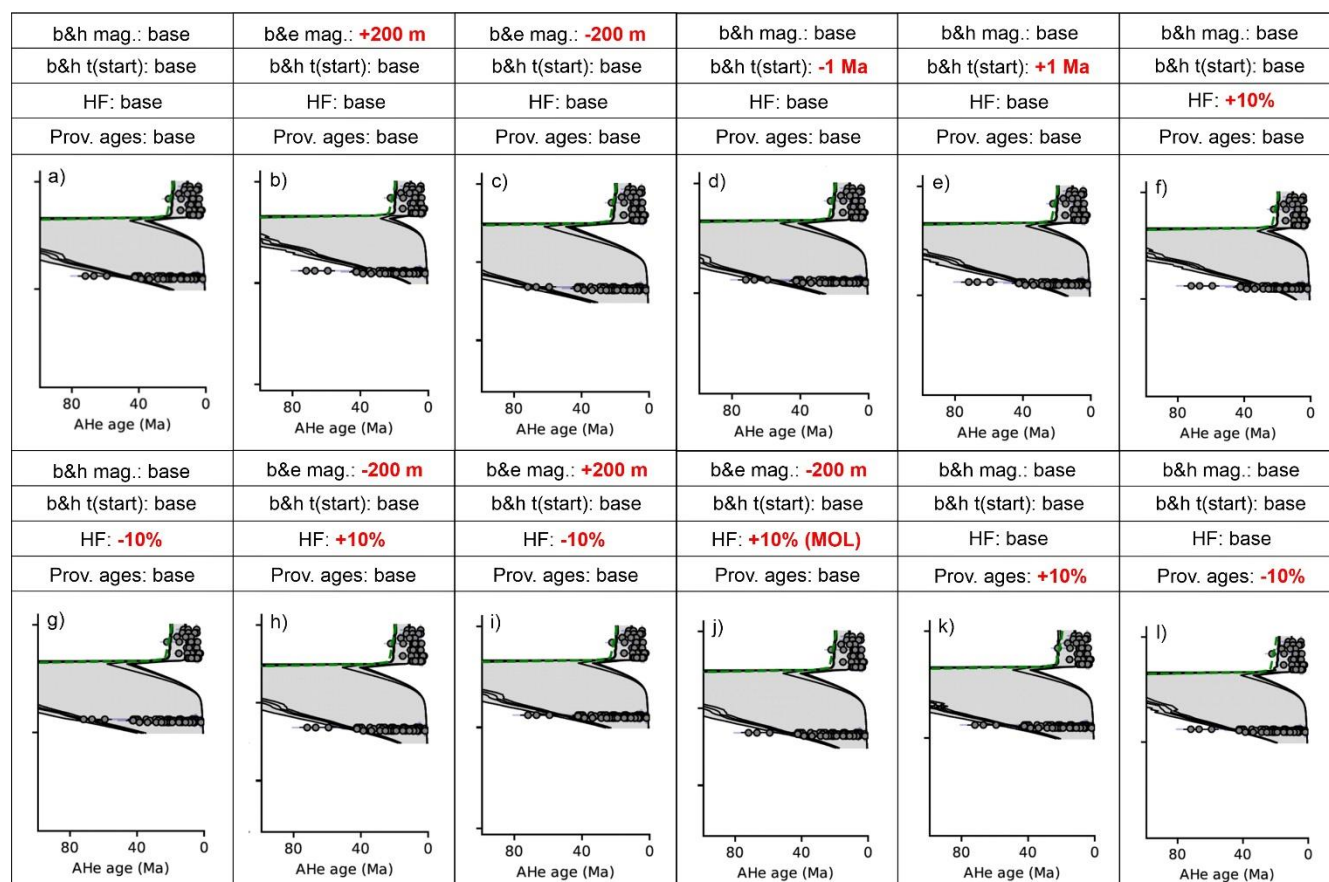 b&h mag.: base
b&e mag.: +200 m
b&e mag.: -200 m
b&h mag.: base
b&h mag.: base
b&h mag.: base
b&h t(start): base
b&h t(start): base
b&h t(start): base
b&h t(start): -1 Ma
b&h t(start): +1 Ma
b&h t(start): base
HF: base
HF: base
HF: base
HF: base
HF: base
HF: +10%
Prov. ages: base
Prov. ages: base
Prov. ages: base
Prov. ages: base
Prov. ages: base
Prov. ages: base
a)
b)
c)
d)
e)
f)
80 40 0
80 40 0
80 40 0
80 40 0
80 40 0
80 40 0
AHe age (Ma)
AHe age (Ma)
AHe age (Ma)
AHe age (Ma)
AHe age (Ma)
AHe age (Ma)
b&h mag.: base
b&e mag.: -200 m
b&e mag.: +200 m
b&e mag.: -200 m
b&h mag.: base
b&h mag.: base
b&h t(start): base
b&h t(start): base
b&h t(start): base
b&h t(start): base
b&h t(start): base
b&h t(start): base
HF: -10%
HF: +10%
HF: -10%
HF: +10% (MOL)
HF: base
HF: base
Prov. ages: base
Prov. ages: base
Prov. ages: base
Prov. ages: base
Prov. ages: +10%
Prov. ages: -10%
g)
h)
i)
j)
k)
l)
80 40 0
80 40 0
80 40 0
80 40 0
80 40 0
80 40 0
AHe age (Ma)
AHe age (Ma)
AHe age (Ma)
AHe age (Ma)
AHe age (Ma)
AHe age (Ma)